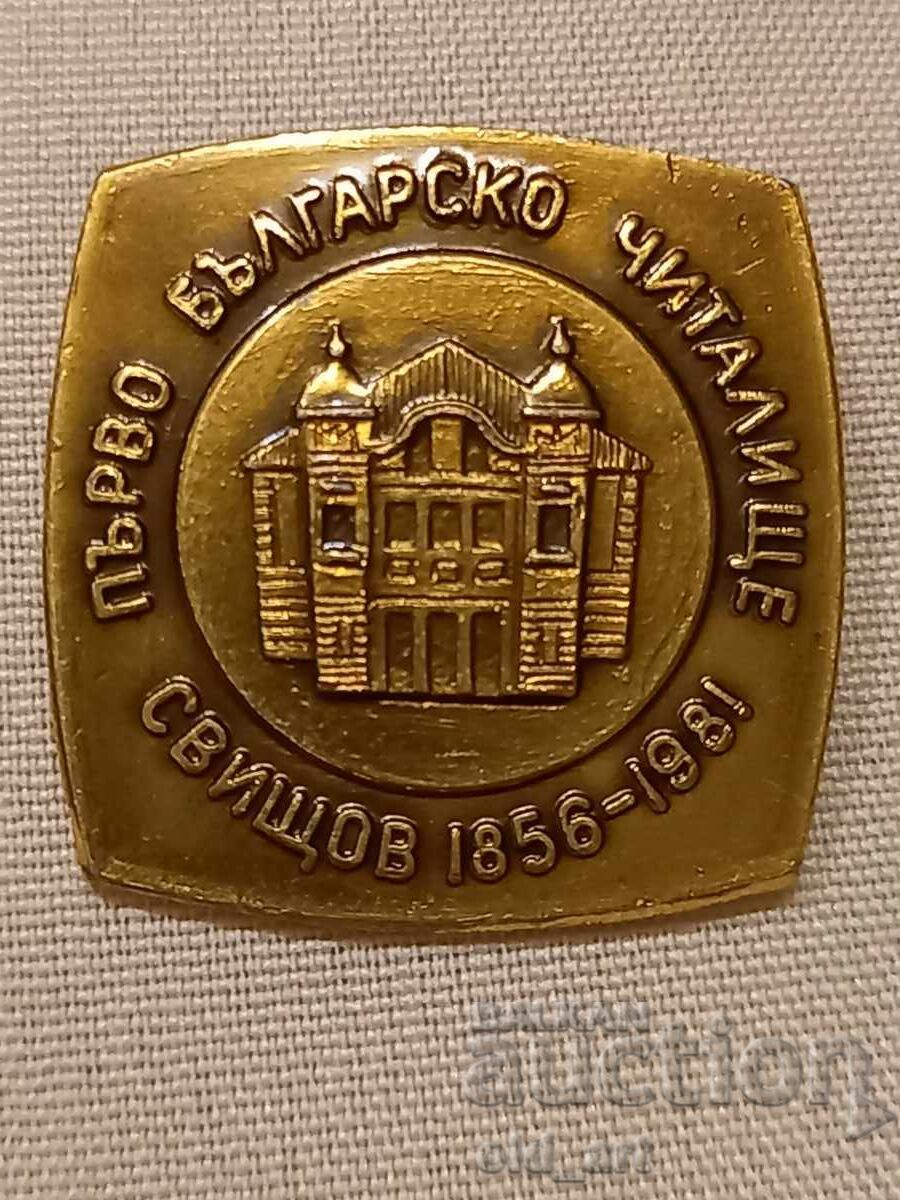 ПЪРВО БЪЛГАРСКО ЧИТАЛИЩЕ
СВИЩОВ 1856-1981
BALKAN
auction
old_art